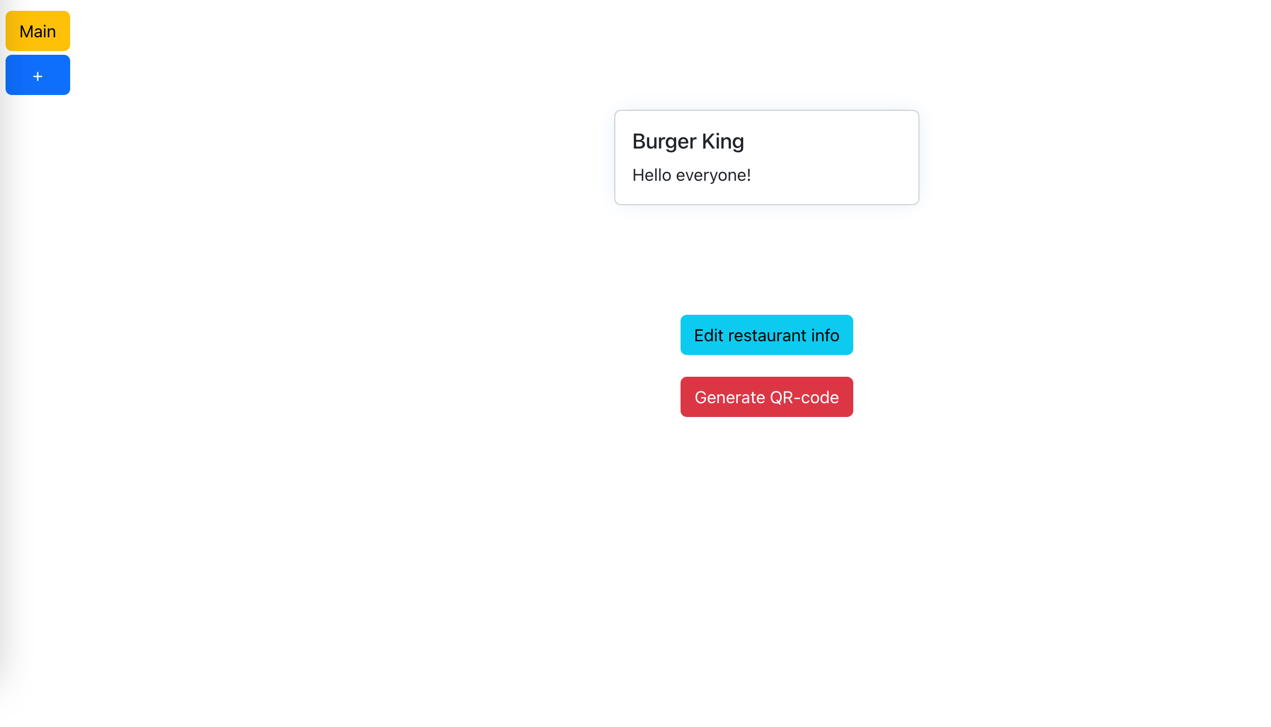 Main
+
Burger King
Hello everyone!
Edit restaurant info
Generate QR-code